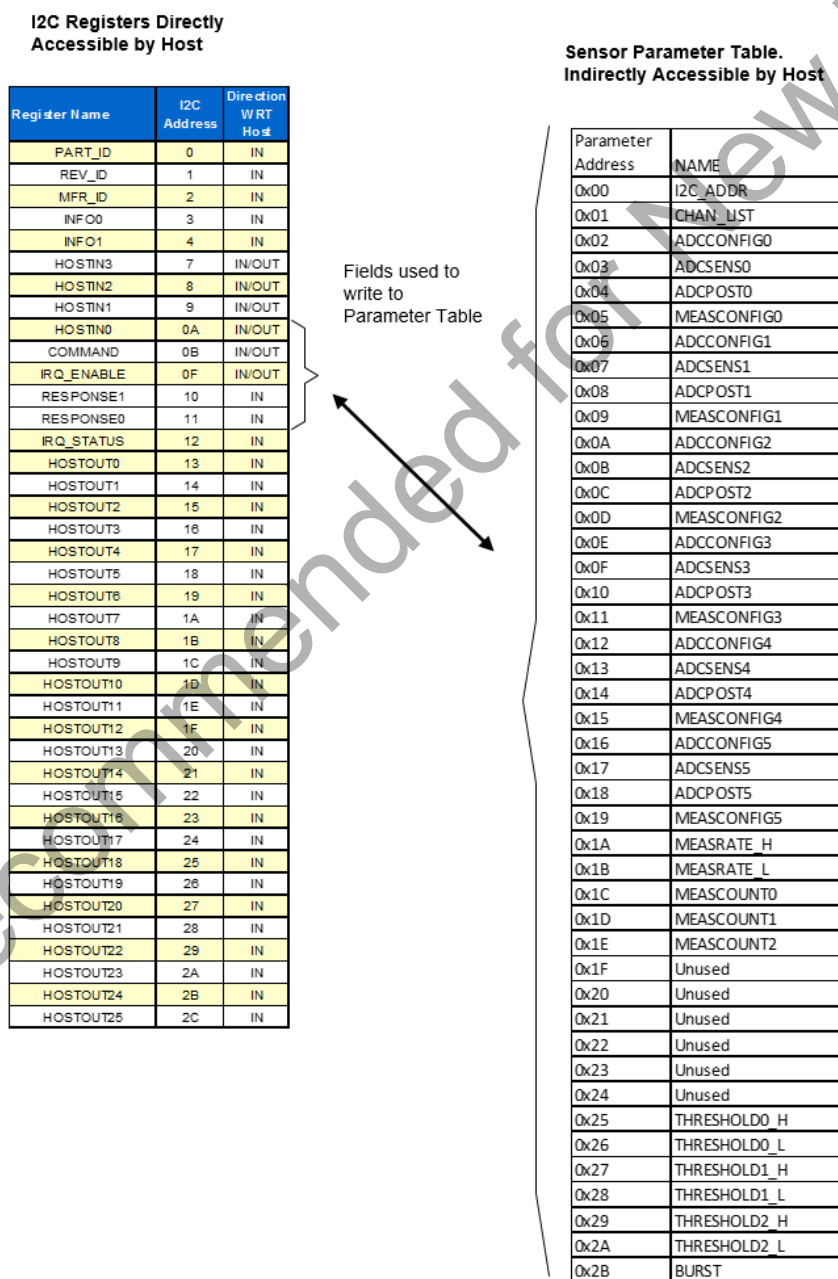 I2C Registers Directly
Accessible by Host
Register Name I2C Address Direction WRT Host
PART_ID 0 IN
REV_ID 1 IN
MFR_ID 2 IN
INFO0 3 IN
INFO1 4 IN
HOSTIN3 7 IN/OUT
HOSTIN2 8 IN/OUT
HOSTIN1 9 IN/OUT
HOSTIN0 0A IN/OUT
COMMAND 0B IN/OUT
IRQ_ENABLE 0F IN/OUT
RESPONSE1 10 IN
RESPONSE0 11 IN
IRQ_STATUS 12 IN
HOSTOUT0 13 IN
HOSTOUT1 14 IN
HOSTOUT2 15 IN
HOSTOUT3 16 IN
HOSTOUT4 17 IN
HOSTOUT5 18 IN
HOSTOUT6 19 IN
HOSTOUT7 1A IN
HOSTOUT8 1B IN
HOSTOUT9 1C IN
HOSTOUT10 1D IN
HOSTOUT11 1E IN
HOSTOUT12 1F IN
HOSTOUT13 20 IN
HOSTOUT14 21 IN
HOSTOUT15 22 IN
HOSTOUT16 23 IN
HOSTOUT17 24 IN
HOSTOUT18 25 IN
HOSTOUT19 26 IN
HOSTOUT20 27 IN
HOSTOUT21 28 IN
HOSTOUT22 29 IN
HOSTOUT23 2A IN
HOSTOUT24 2B IN
HOSTOUT25 2C IN
Fields used to
write to
Parameter Table
Sensor Parameter Table.
Indirectly Accessible by Host
Parameter
Address NAME
0x00 I2C_ADDR
0x01 CHAN_LIST
0x02 ADCCONFIG0
0x03 ADCSENS0
0x04 ADCPOST0
0x05 MEASCONFIG0
0x06 ADCCONFIG1
0x07 ADCSENS1
0x08 ADCPOST1
0x09 MEASCONFIG1
0x0A ADCCONFIG2
0x0B ADCSENS2
0x0C ADCPOST2
0x0D MEASCONFIG2
0x0E ADCCONFIG3
0x0F ADCSENS3
0x10 ADCPOST3
0x11 MEASCONFIG3
0x12 ADCCONFIG4
0x13 ADCSENS4
0x14 ADCPOST4
0x15 MEASCONFIG4
0x16 ADCCONFIG5
0x17 ADCSENS5
0x18 ADCPOST5
0x19 MEASCONFIG5
0x1A MEASRATE_H
0x1B MEASRATE_L
0x1C MEASCOUNT0
0x1D MEASCOUNT1
0x1E MEASCOUNT2
0x1F Unused
0x20 Unused
0x21 Unused
0x22 Unused
0x23 Unused
0x24 Unused
0x25 THRESHOLD0_H
0x26 THRESHOLD0_L
0x27 THRESHOLD1_H
0x28 THRESHOLD1_L
0x29 THRESHOLD2_H
0x2A THRESHOLD2_L
0x2B BURST
ecommended for New